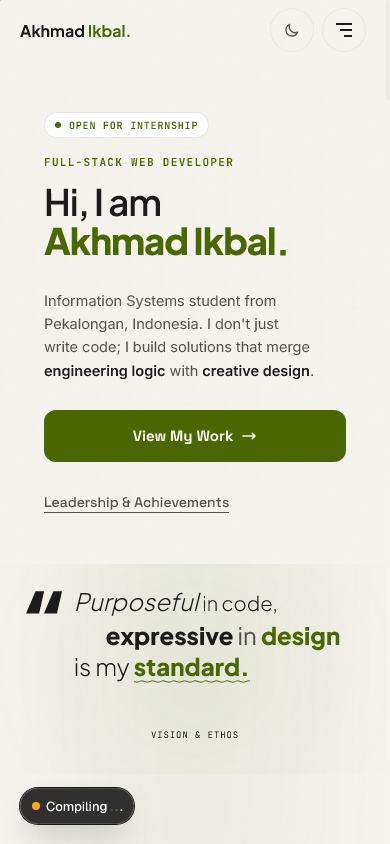 Akhmad Ikbal.
OPEN FOR INTERNSHIP
FULL-STACK WEB DEVELOPER
Hi, I am
Akhmad Ikbal.
Information Systems student from
Pekalongan, Indonesia. I don't just
write code; I build solutions that merge
engineering logic with creative design.
View My Work →
Leadership & Achievements
"Purposeful in code,
expressive in design
is my standard.
VISION & ETHOS
Compiling...